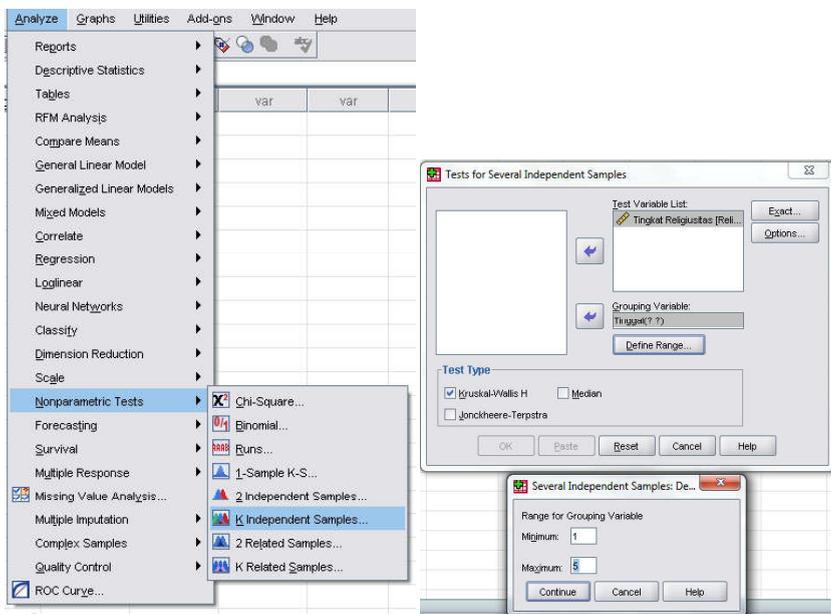 Analyze Graphs Utilities Add-ons Window Help
var var
Reports
Descriptive Statistics
Tables
RFM Analysis
Compare Means
General Linear Model
Generalized Linear Models
Mixed Models
Correlate
Regression
Loglinear
Neural Networks
Classify
Dimension Reduction
Scale
Nonparametric Tests
Forecasting
Survival
Multiple Response
Missing Value Analysis...
Multiple Imputation
Complex Samples
Quality Control
ROC Curve...
Chi-Square...
Binomial...
Runs...
1-Sample K-S...
2 Independent Samples...
K Independent Samples...
2 Related Samples...
K Related Samples...
Tests for Several Independent Samples
Test Variable List:
Tingkat Religiusitas [Reli...
Exact...
Options...
Grouping Variable:
Tinggal(? ?)
Define Range...
Test Type
Kruskal-Wallis H Median
Jonckheere-Terpstra
OK Paste Reset Cancel Help
Several Independent Samples: De...
Range for Grouping Variable
Minimum: 1
Maximum: 5
Continue Cancel Help